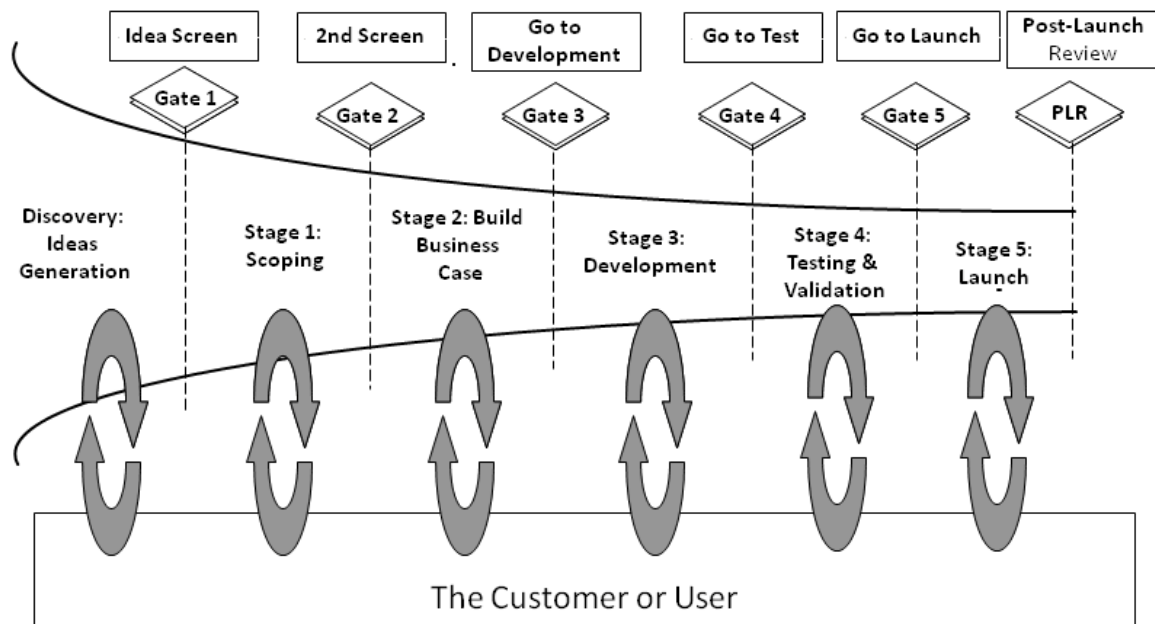 Idea Screen
2nd Screen
Go to
Development
Go to Test
Go to Launch
Post-Launch
Review
Gate 1
Gate 2
Gate 3
Gate 4
Gate 5
PLR
Discovery:
Ideas
Generation
Stage 1:
Scoping
Stage 2: Build
Business
Case
Stage 3:
Development
Stage 4:
Testing &
Validation
Stage 5:
Launch
The Customer or User